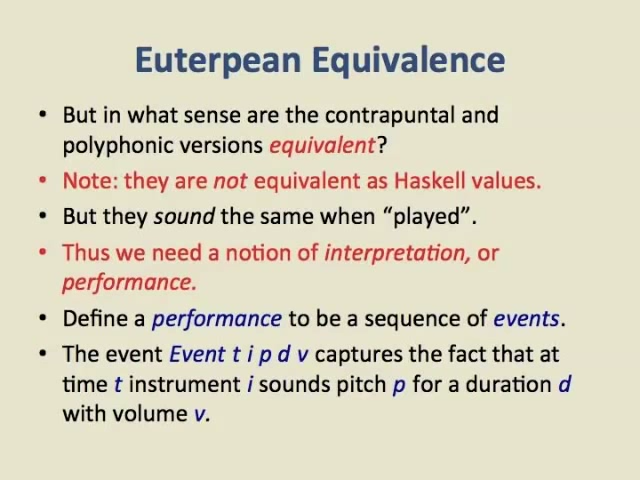 Euterpean Equivalence
• But in what sense are the contrapuntal and
polyphonic versions equivalent?
• Note: they are not equivalent as Haskell values.
• But they sound the same when “played”.
• Thus we need a notion of interpretation, or
performance.
• Define a performance to be a sequence of events.
• The event Event t i p d v captures the fact that at
time t instrument i sounds pitch p for a duration d
with volume v.